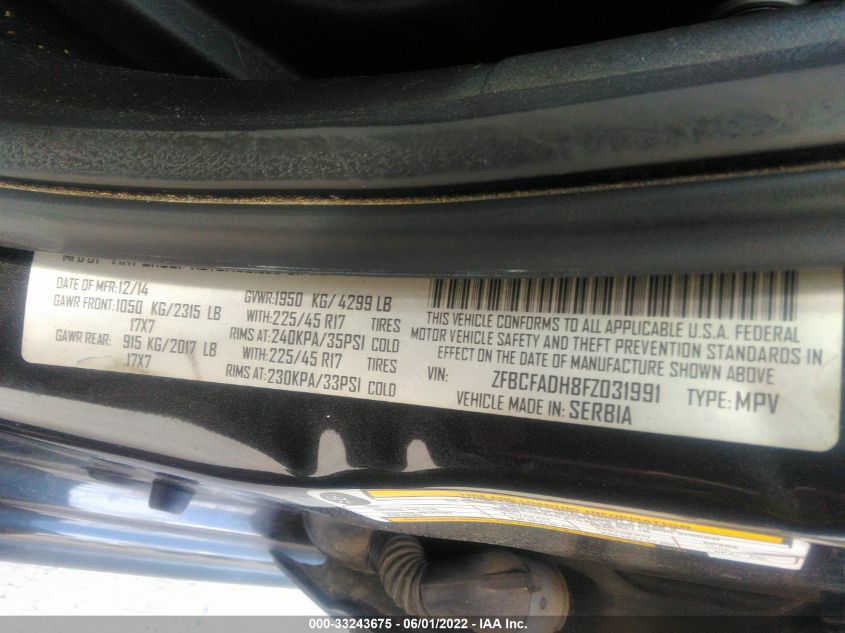 DATE OF MFR: 12/14
GVWR: 1950 KG/ 4299 LB
GAWR FRONT: 1050 KG/2315 LB
WITH: 225/45 R17 TIRES
17X7
RIMS AT: 240KPA/35PSI COLD
GAWR REAR: 915 KG/2017 LB
WITH: 225/45 R17 TIRES
17X7
RIMS AT: 230KPA/33PSI COLD
THIS VEHICLE CONFORMS TO ALL APPLICABLE U.S.A. FEDERAL
MOTOR VEHICLE SAFETY AND THEFT PREVENTION STANDARDS IN
EFFECT ON THE DATE OF MANUFACTURE SHOWN ABOVE
VIN: ZFBCFADH8FZ031991 TYPE: MPV
VEHICLE MADE IN: SERBIA
000-33243675 - 06/01/2022 - IAA Inc.